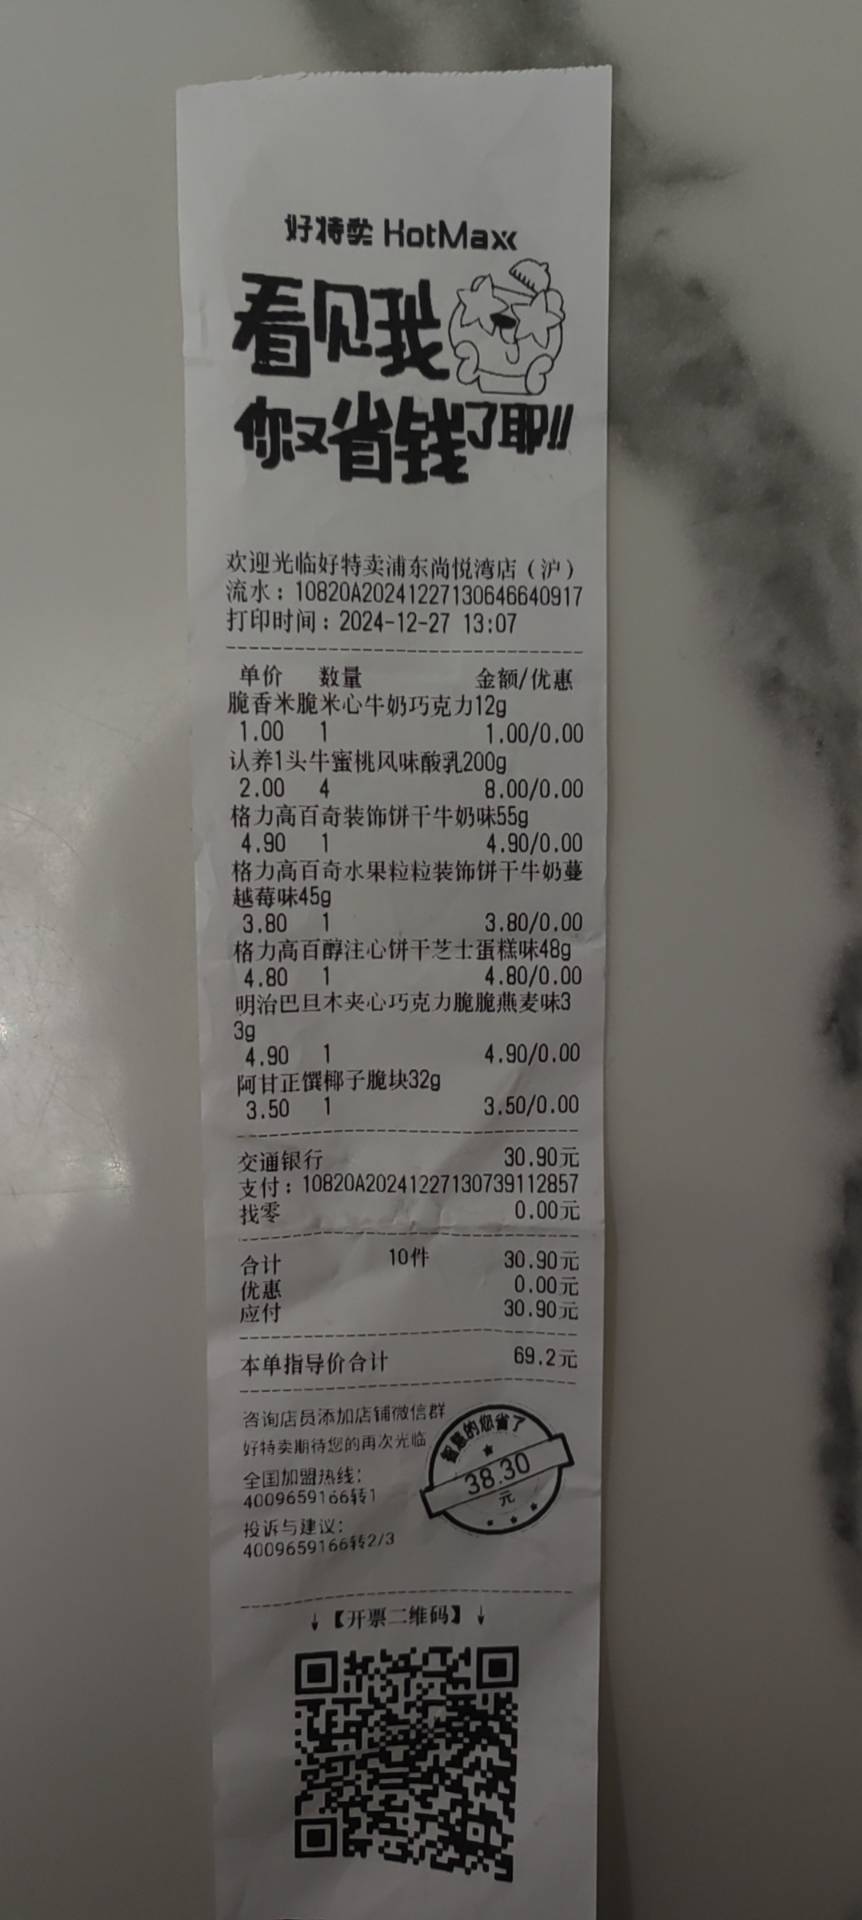 好特卖 HotMaxx
看见我
你又省钱了耶!!
欢迎光临好特卖浦东尚悦湾店（沪）
流水：10820A20241227130646640917
打印时间：2024-12-27 13:07
单价 数量 金额/优惠
脆香米脆米心牛奶巧克力12g
1.00 1 1.00/0.00
认养1头牛蜜桃风味酸乳200g
2.00 4 8.00/0.00
格力高百奇装饰饼干牛奶味55g
4.90 1 4.90/0.00
格力高百奇水果粒粒装饰饼干牛奶蔓
越莓味45g
3.80 1 3.80/0.00
格力高百醇注心饼干芝士蛋糕味48g
4.80 1 4.80/0.00
明治巴旦木夹心巧克力脆脆燕麦味3
3g
4.90 1 4.90/0.00
阿甘正馔椰子脆块32g
3.50 1 3.50/0.00
交通银行 30.90元
支付：10820A20241227130739112857
找零 0.00元
合计 10件 30.90元
优惠 0.00元
应付 30.90元
本单指导价合计 69.2元
咨询店员添加店铺微信群
好特卖期待您的再次光临
全国加盟热线：
4009659166转1
投诉与建议：
4009659166转2/3
智慧的您省了
38.30
元
↓【开票二维码】↓